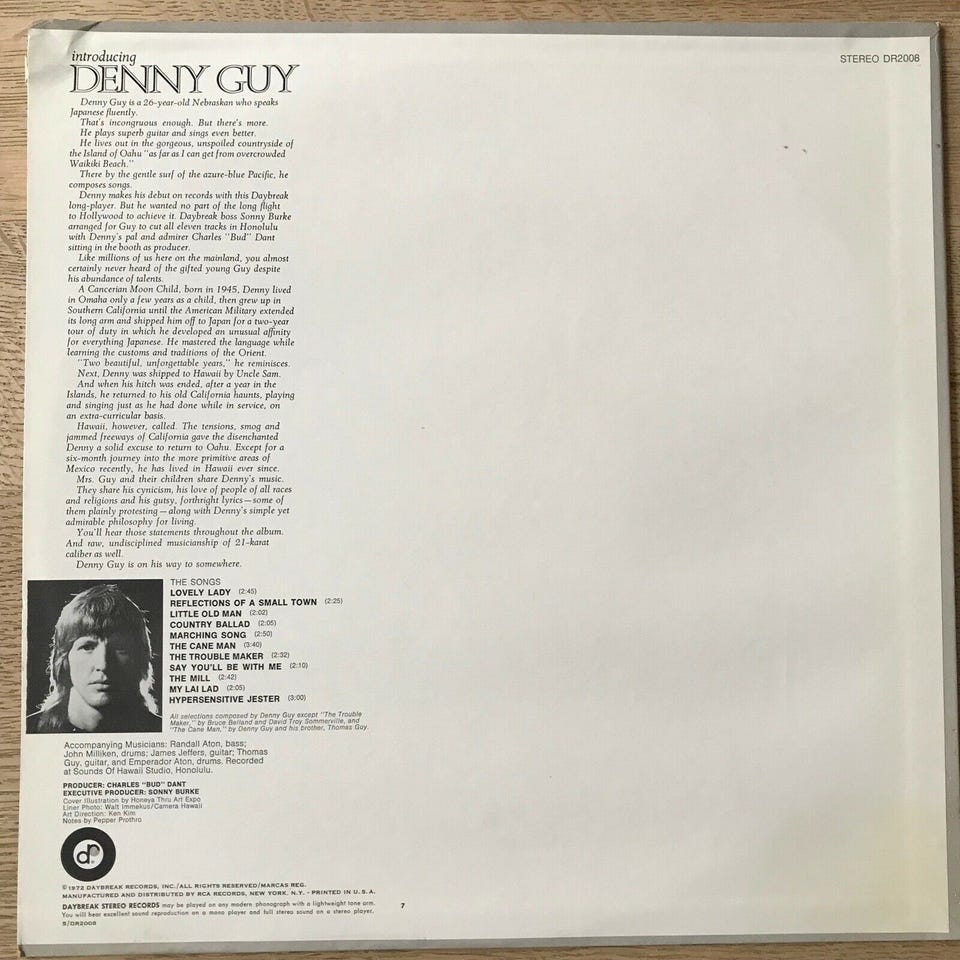 introducing
DENNY GUY
STEREO DR2008
Denny Guy is a 26-year-old Nebraskan who speaks
Japanese fluently.
That's incongruous enough. But there's more.
He plays superb guitar and sings even better.
He lives out in the gorgeous, unspoiled countryside of
the Island of Oahu "as far as I can get from overcrowded
Waikiki Beach."
There by the gentle surf of the azure-blue Pacific, he
composes songs.
Denny makes his debut on records with this Daybreak
long-player. But he wanted no part of the long flight
to Hollywood to achieve it. Daybreak boss Sonny Burke
arranged for Guy to cut all eleven tracks in Honolulu
with Denny's pal and admirer Charles "Bud" Dant
sitting in the booth as producer.
Like millions of us here on the mainland, you almost
certainly never heard of the gifted young Guy despite
his abundance of talents.
A Cancerian Moon Child, born in 1945, Denny lived
in Omaha only a few years as a child, then grew up in
Southern California until the American Military extended
its long arm and shipped him off to Japan for a two-year
tour of duty in which he developed an unusual affinity
for everything Japanese. He mastered the language while
learning the customs and traditions of the Orient.
"Two beautiful, unforgettable years," he reminisces.
Next, Denny was shipped to Hawaii by Uncle Sam.
And when his hitch was ended, after a year in the
Islands, he returned to his old California haunts, playing
and singing just as he had done while in service, on
an extra-curricular basis.
Hawaii, however, called. The tensions, smog and
jammed freeways of California gave the disenchanted
Denny a solid excuse to return to Oahu. Except for a
six-month journey into the more primitive areas of
Mexico recently, he has lived in Hawaii ever since.
Mrs. Guy and their children share Denny's music.
They share his cynicism, his love of people of all races
and religions and his gutsy, forthright lyrics—some of
them plainly protesting—along with Denny's simple yet
admirable philosophy for living.
You'll hear those statements throughout the album.
And raw, undisciplined musicianship of 21-karat
caliber as well.
Denny Guy is on his way to somewhere.
THE SONGS
LOVELY LADY (2:45)
REFLECTIONS OF A SMALL TOWN (2:25)
LITTLE OLD MAN (2:02)
COUNTRY BALLAD (2:05)
MARCHING SONG (2:50)
THE CANE MAN (3:40)
THE TROUBLE MAKER (2:32)
SAY YOU'LL BE WITH ME (2:10)
THE MILL (2:42)
MY LAI LAD (2:05)
HYPERSENSITIVE JESTER (3:00)
All selections composed by Denny Guy except "The Trouble
Maker," by Bruce Belland and David Troy Sommerville, and
"The Cane Man," by Denny Guy and his brother, Thomas Guy.
Accompanying Musicians: Randall Aton, bass;
John Milliken, drums; James Jeffers, guitar; Thomas
Guy, guitar, and Emperador Aton, drums. Recorded
at Sounds Of Hawaii Studio, Honolulu.
PRODUCER: CHARLES "BUD" DANT
EXECUTIVE PRODUCER: SONNY BURKE
Cover Illustration by Honeya Thru Art Expo
Liner Photo: Walt Immekus/Camera Hawaii
Art Direction: Ken Kim
Notes by Pepper Prothro
dR
©1972 DAYBREAK RECORDS, INC./ALL RIGHTS RESERVED/MARCAS REG.
MANUFACTURED AND DISTRIBUTED BY RCA RECORDS, NEW YORK, N.Y. - PRINTED IN U.S.A.
DAYBREAK STEREO RECORDS may be played on any modern phonograph with a lightweight tone arm.
You will hear excellent sound reproduction on a mono player and full stereo sound on a stereo player.
7
S/DR2008